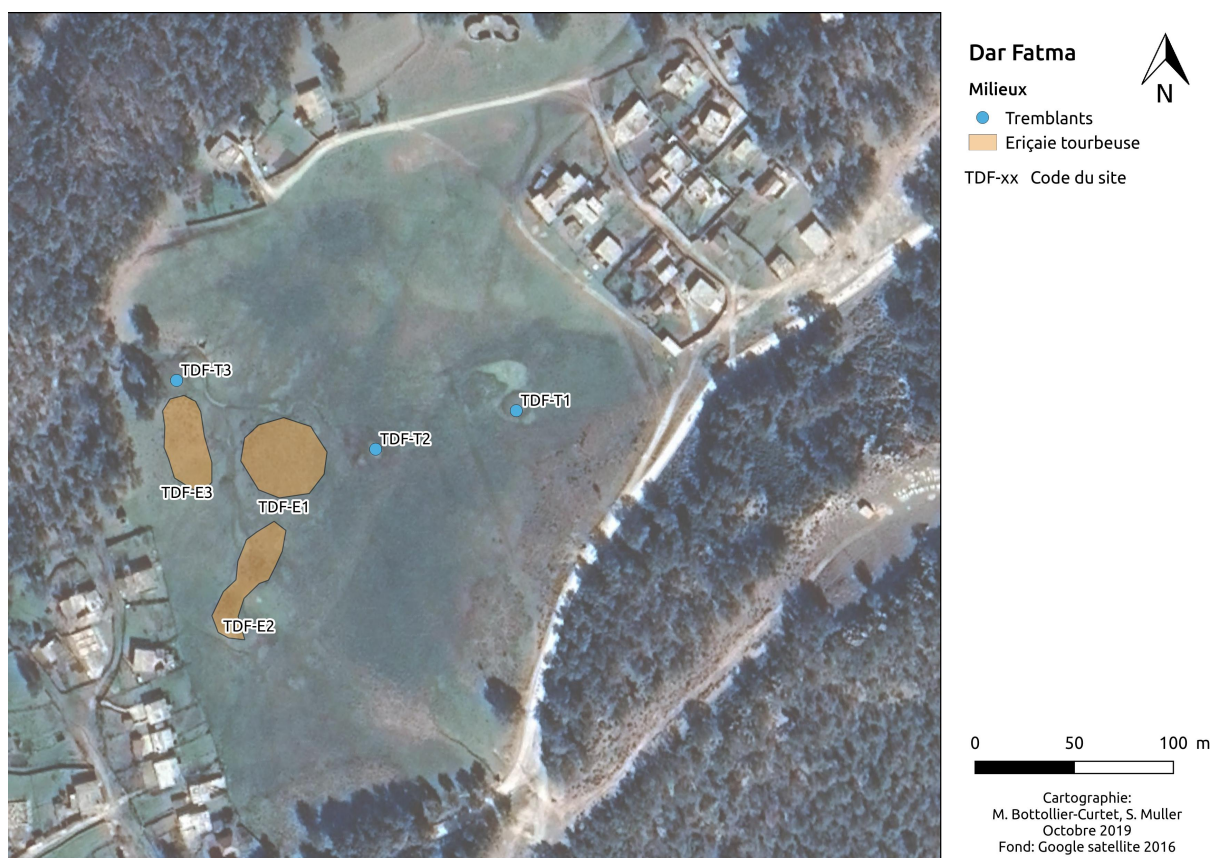 Dar Fatma
N
Milieux
Tremblants
Eriçaie tourbeuse
TDF-xx Code du site
TDF-T3
TDF-T1
TDF-T2
TDF-E3
TDF-E1
TDF-E2
0 50 100 m
Cartographie:
M. Bottollier-Curtet, S. Muller
Octobre 2019
Fond: Google satellite 2016